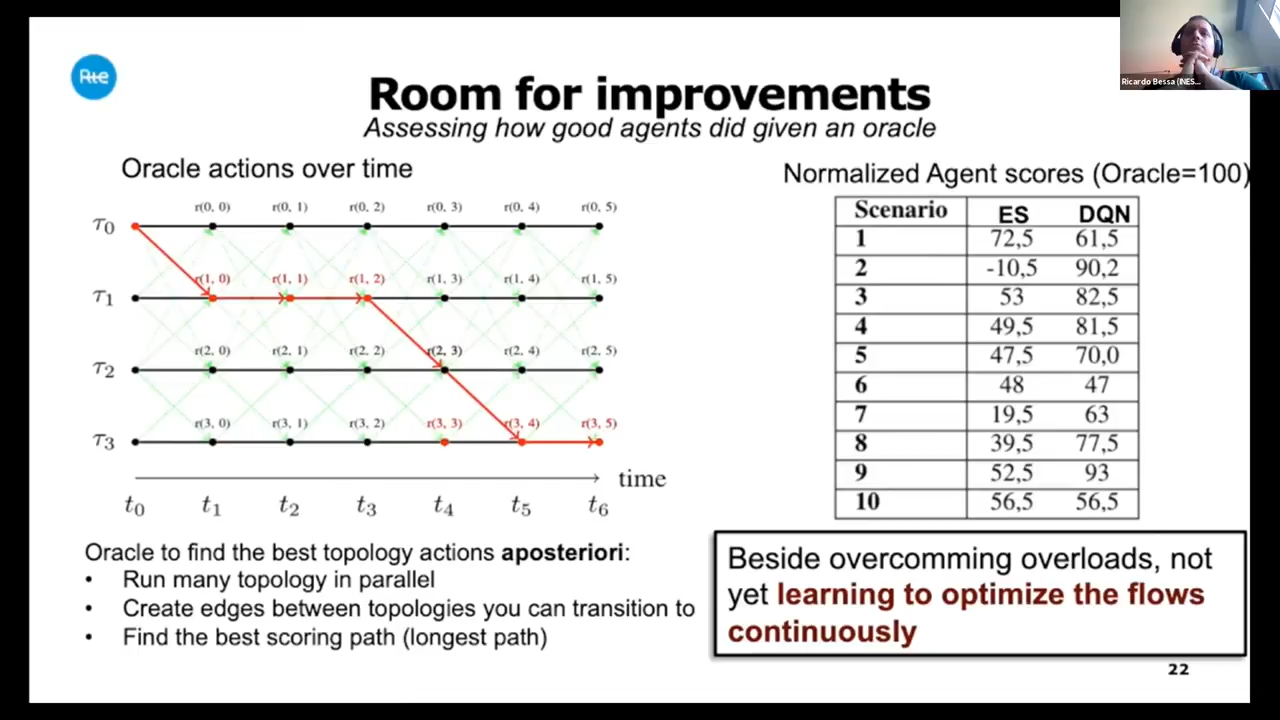 Ricardo Bessa (INES...
Rte
Room for improvements
Assessing how good agents did given an oracle
Oracle actions over time
r(0, 0) r(0, 1) r(0, 2) r(0, 3) r(0, 4) r(0, 5)
τ0
r(1, 0) r(1, 1) r(1, 2) r(1, 3) r(1, 4) r(1, 5)
τ1
r(2, 0) r(2, 1) r(2, 2) r(2, 3) r(2, 4) r(2, 5)
τ2
r(3, 0) r(3, 1) r(3, 2) r(3, 3) r(3, 4) r(3, 5)
τ3
time
t0 t1 t2 t3 t4 t5 t6
Oracle to find the best topology actions aposteriori:
• Run many topology in parallel
• Create edges between topologies you can transition to
• Find the best scoring path (longest path)
Normalized Agent scores (Oracle=100)
Scenario ES DQN
1 72,5 61,5
2 -10,5 90,2
3 53 82,5
4 49,5 81,5
5 47,5 70,0
6 48 47
7 19,5 63
8 39,5 77,5
9 52,5 93
10 56,5 56,5
Beside overcomming overloads, not
yet learning to optimize the flows
continuously
22